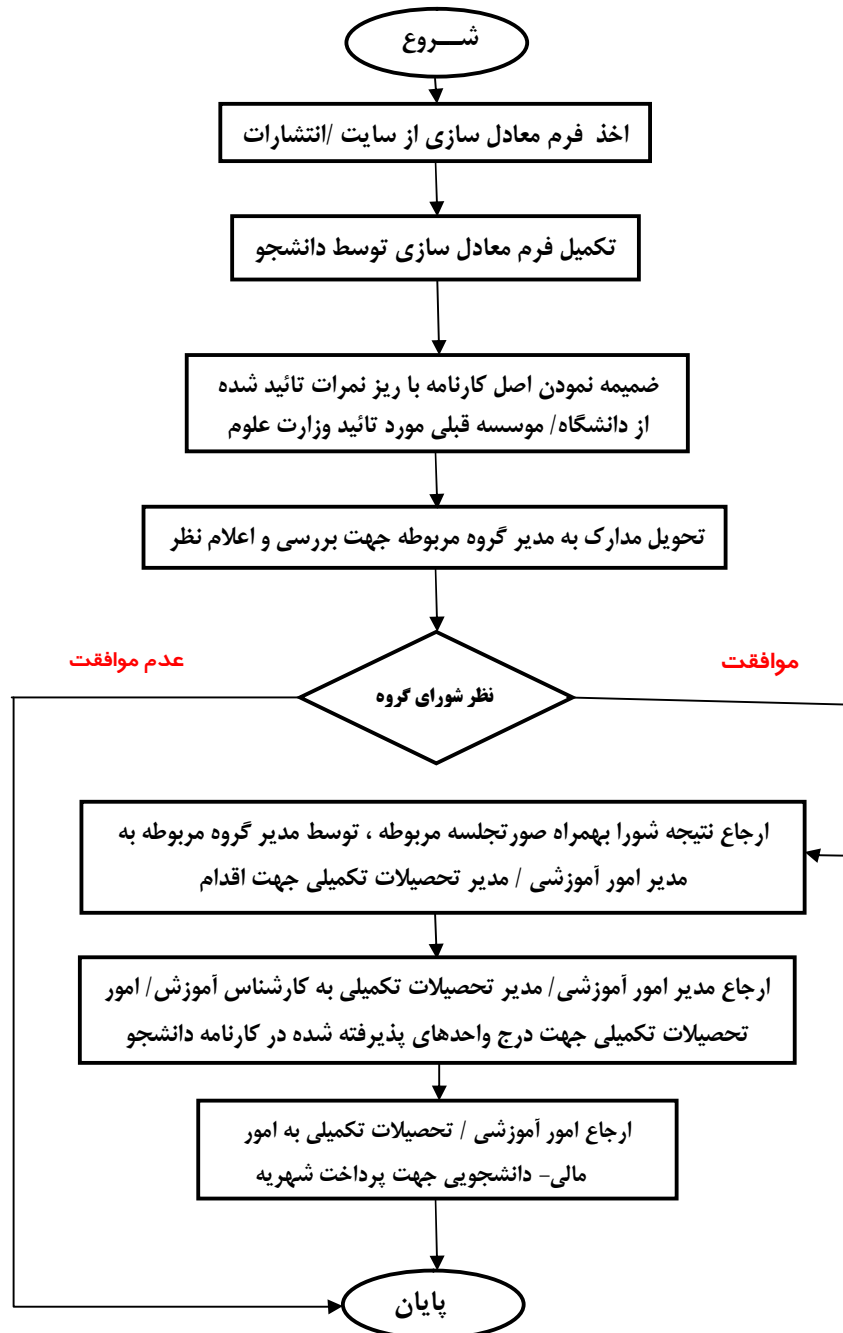 شـــروع
اخذ فرم معادل سازی از سایت /انتشارات
تکمیل فرم معادل سازی توسط دانشجو
ضمیمه نمودن اصل کارنامه با ریز نمرات تائید شده
از دانشگاه/ موسسه قبلی مورد تائید وزارت علوم
تحویل مدارک به مدیر گروه مربوطه جهت بررسی و اعلام نظر
موافقت
عدم موافقت
نظر شورای گروه
ارجاع نتیجه شورا بهمراه صورتجلسه مربوطه ، توسط مدیر گروه مربوطه به
مدیر امور آموزشی / مدیر تحصیلات تکمیلی جهت اقدام
ارجاع مدیر امور آموزشی/ مدیر تحصیلات تکمیلی به کارشناس آموزش/ امور
تحصیلات تکمیلی جهت درج واحدهای پذیرفته شده در کارنامه دانشجو
ارجاع امور آموزشی / تحصیلات تکمیلی به امور
مالی- دانشجویی جهت پرداخت شهریه
پایان